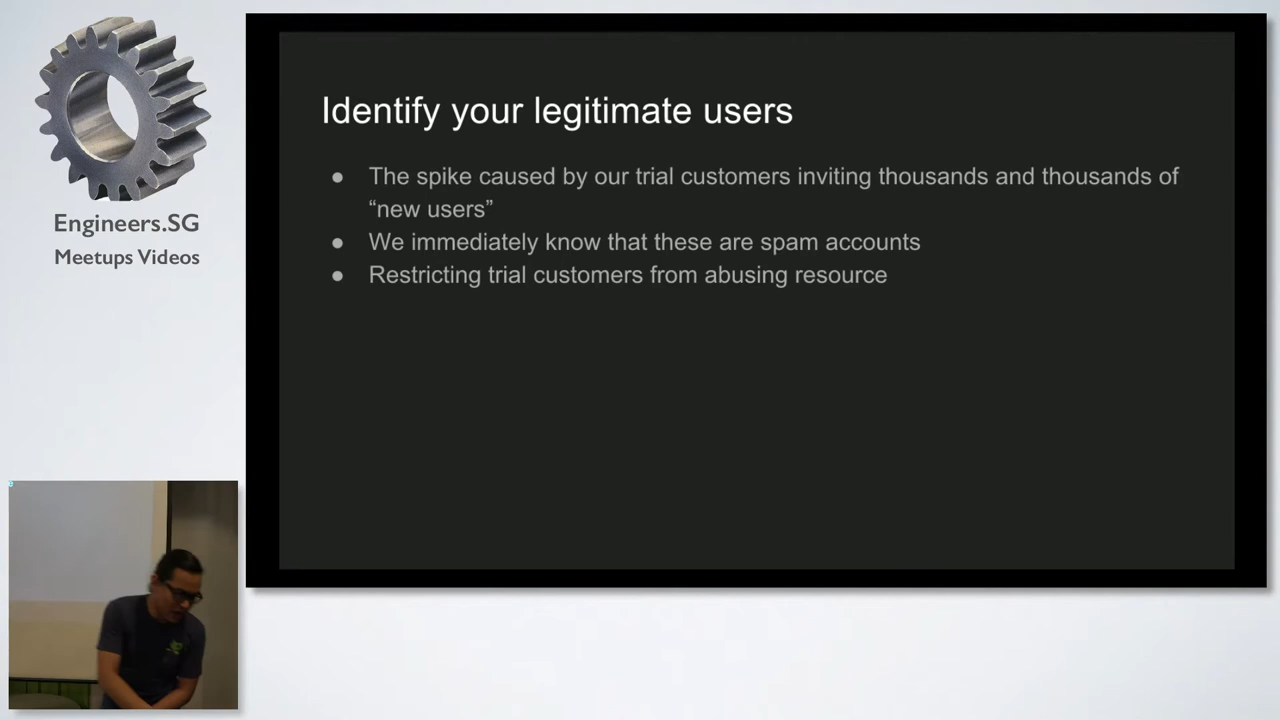 Engineers.SG
Meetups Videos
Identify your legitimate users
● The spike caused by our trial customers inviting thousands and thousands of
“new users”
● We immediately know that these are spam accounts
● Restricting trial customers from abusing resource